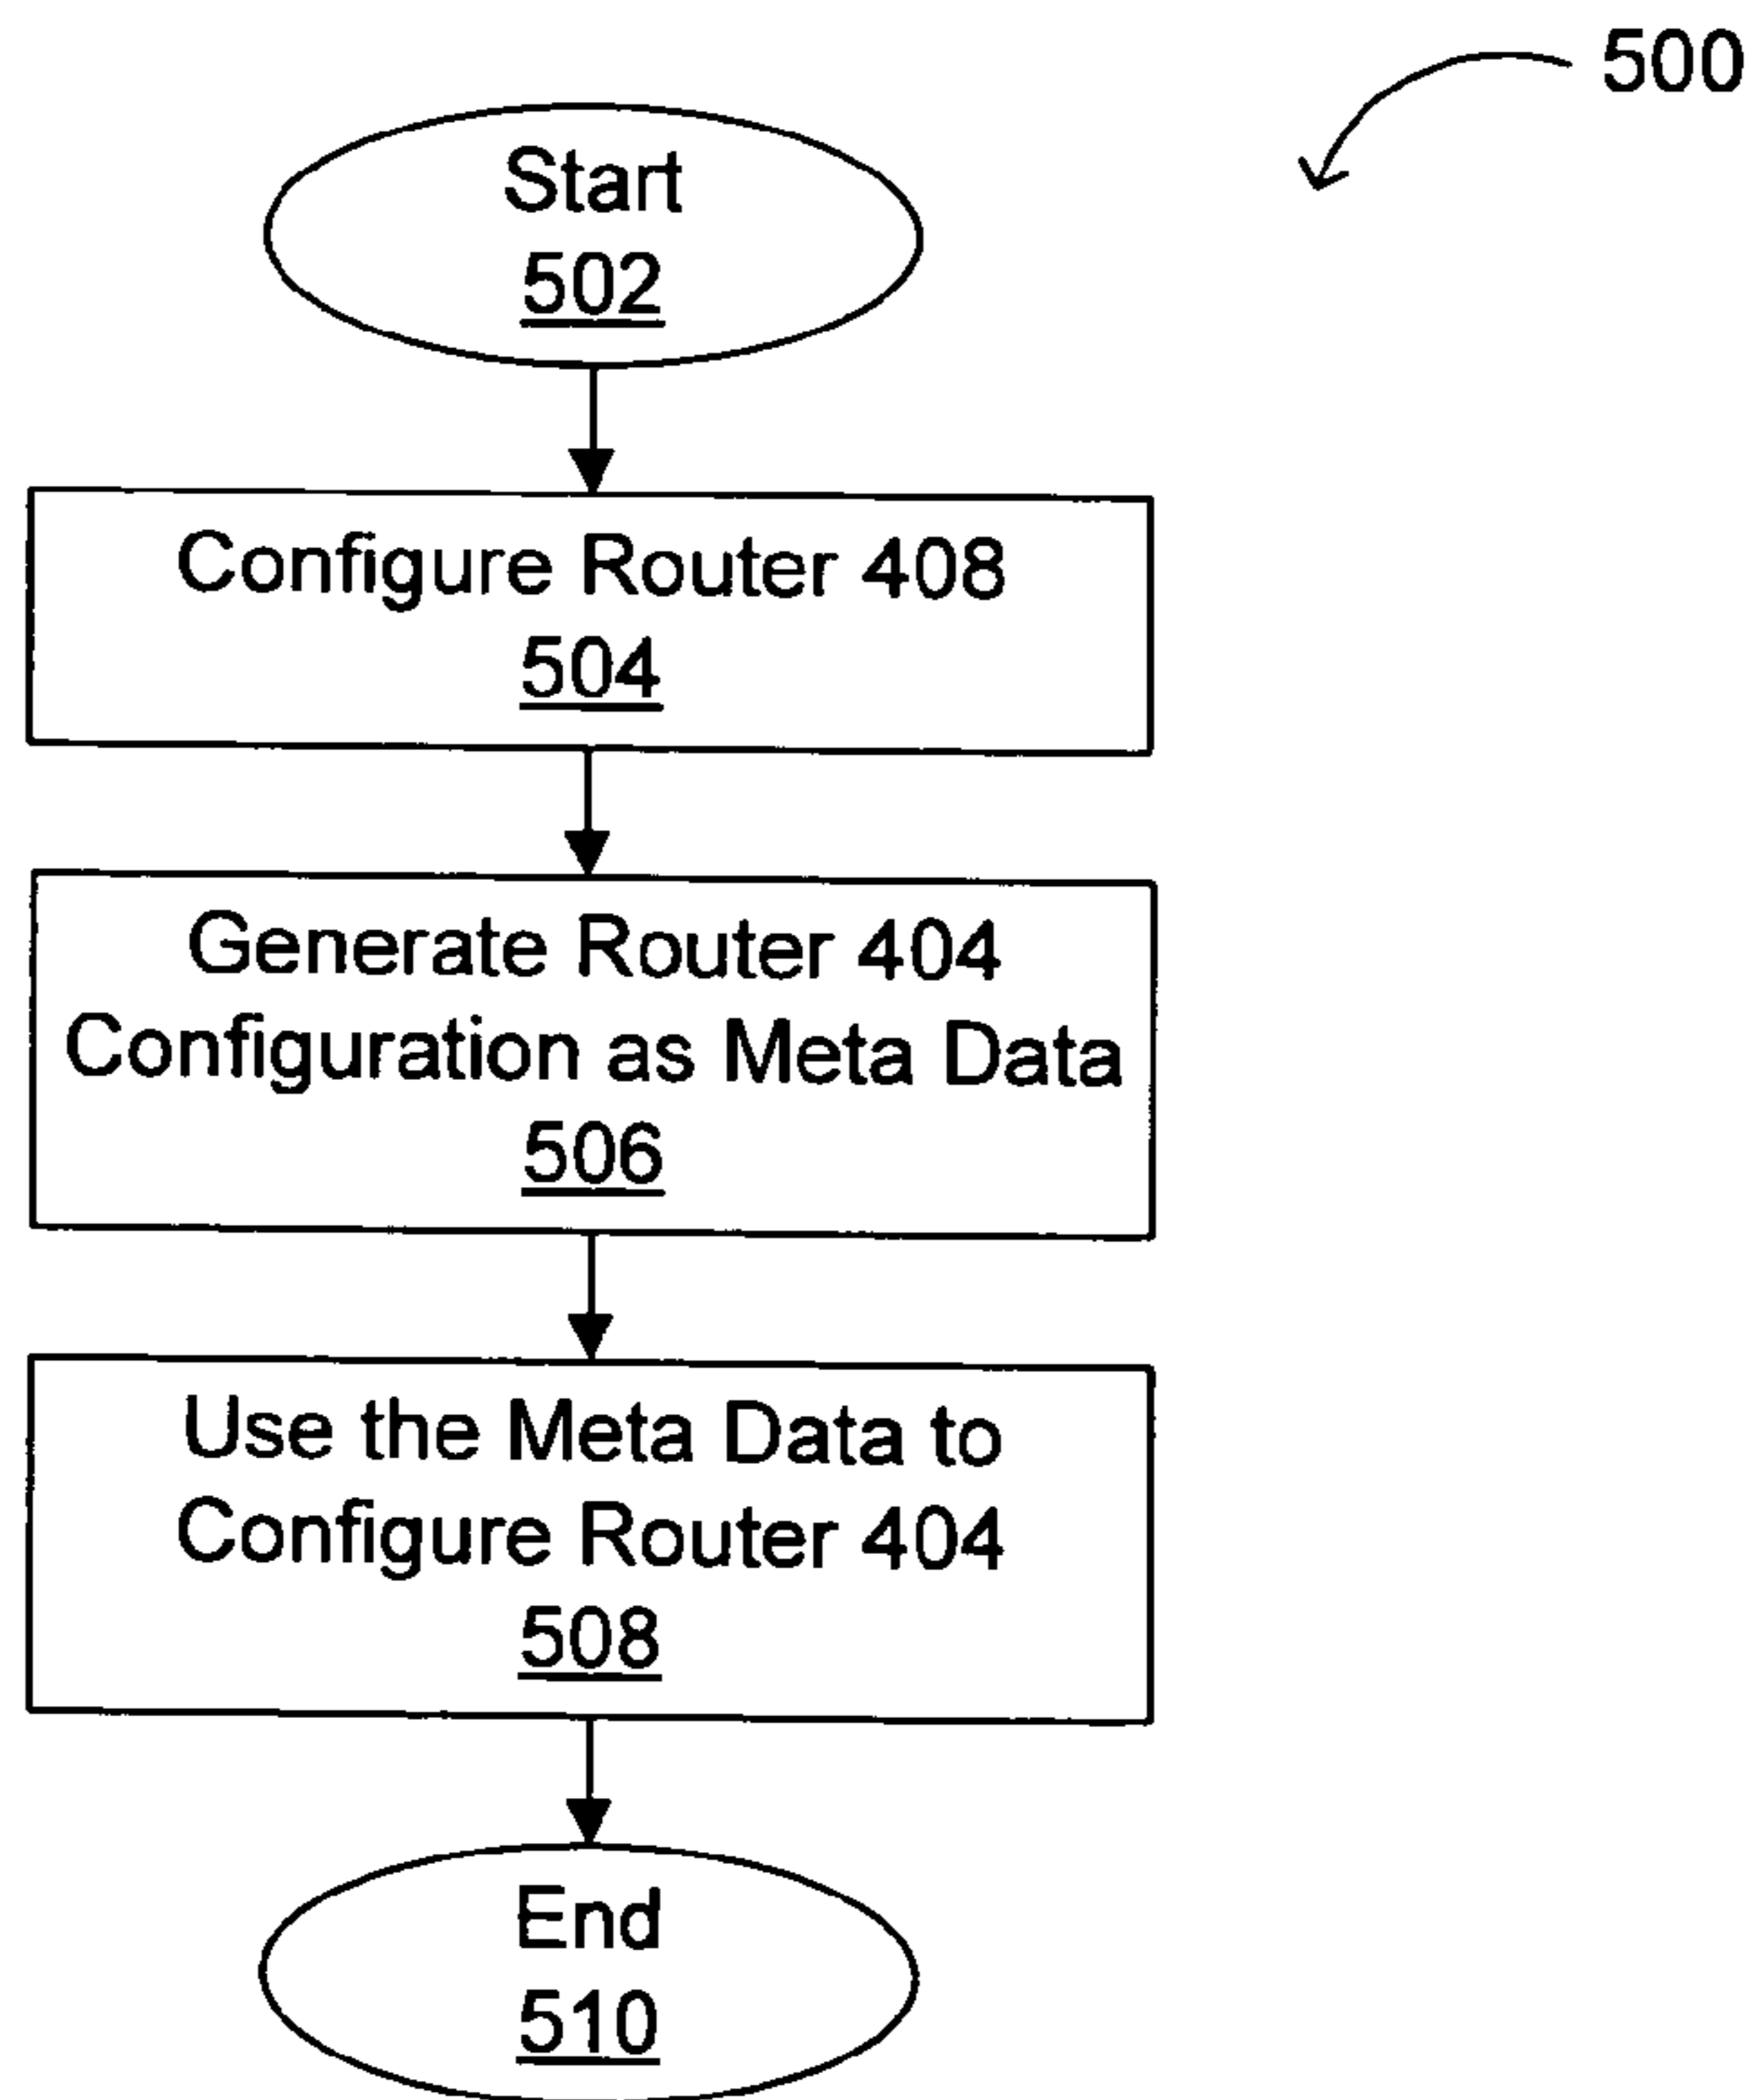 500
Start
502
Configure Router 408
504
Generate Router 404
Configuration as Meta Data
506
Use the Meta Data to
Configure Router 404
508
End
510